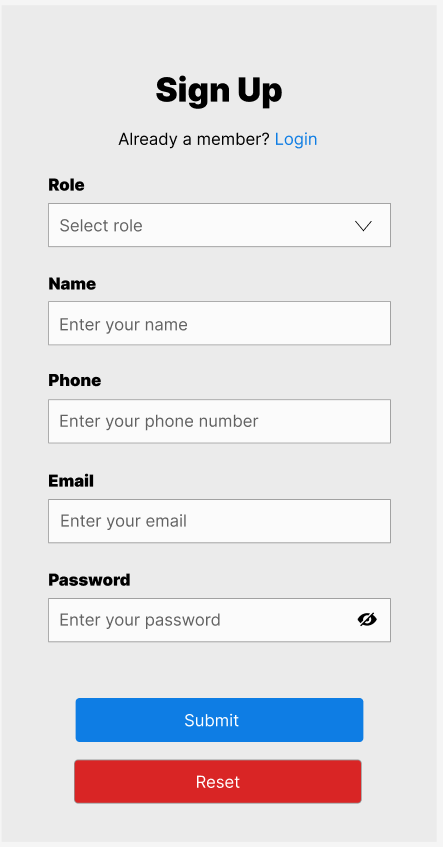 Sign Up
Already a member? Login
Role
Select role
Name
Enter your name
Phone
Enter your phone number
Email
Enter your email
Password
Enter your password
Submit
Reset